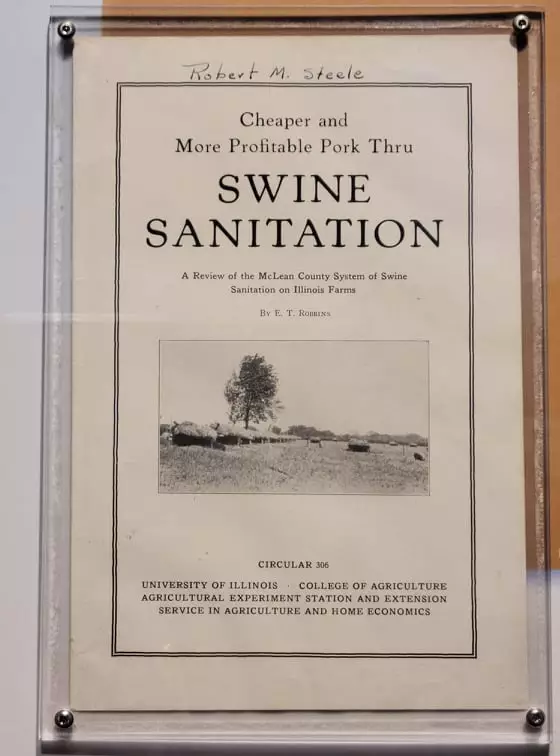 Robert M. Steele
Cheaper and
More Profitable Pork Thru
SWINE
SANITATION
A Review of the McLean County System of Swine
Sanitation on Illinois Farms
By E. T. Robbins
CIRCULAR 306
UNIVERSITY OF ILLINOIS · COLLEGE OF AGRICULTURE
AGRICULTURAL EXPERIMENT STATION AND EXTENSION
SERVICE IN AGRICULTURE AND HOME ECONOMICS